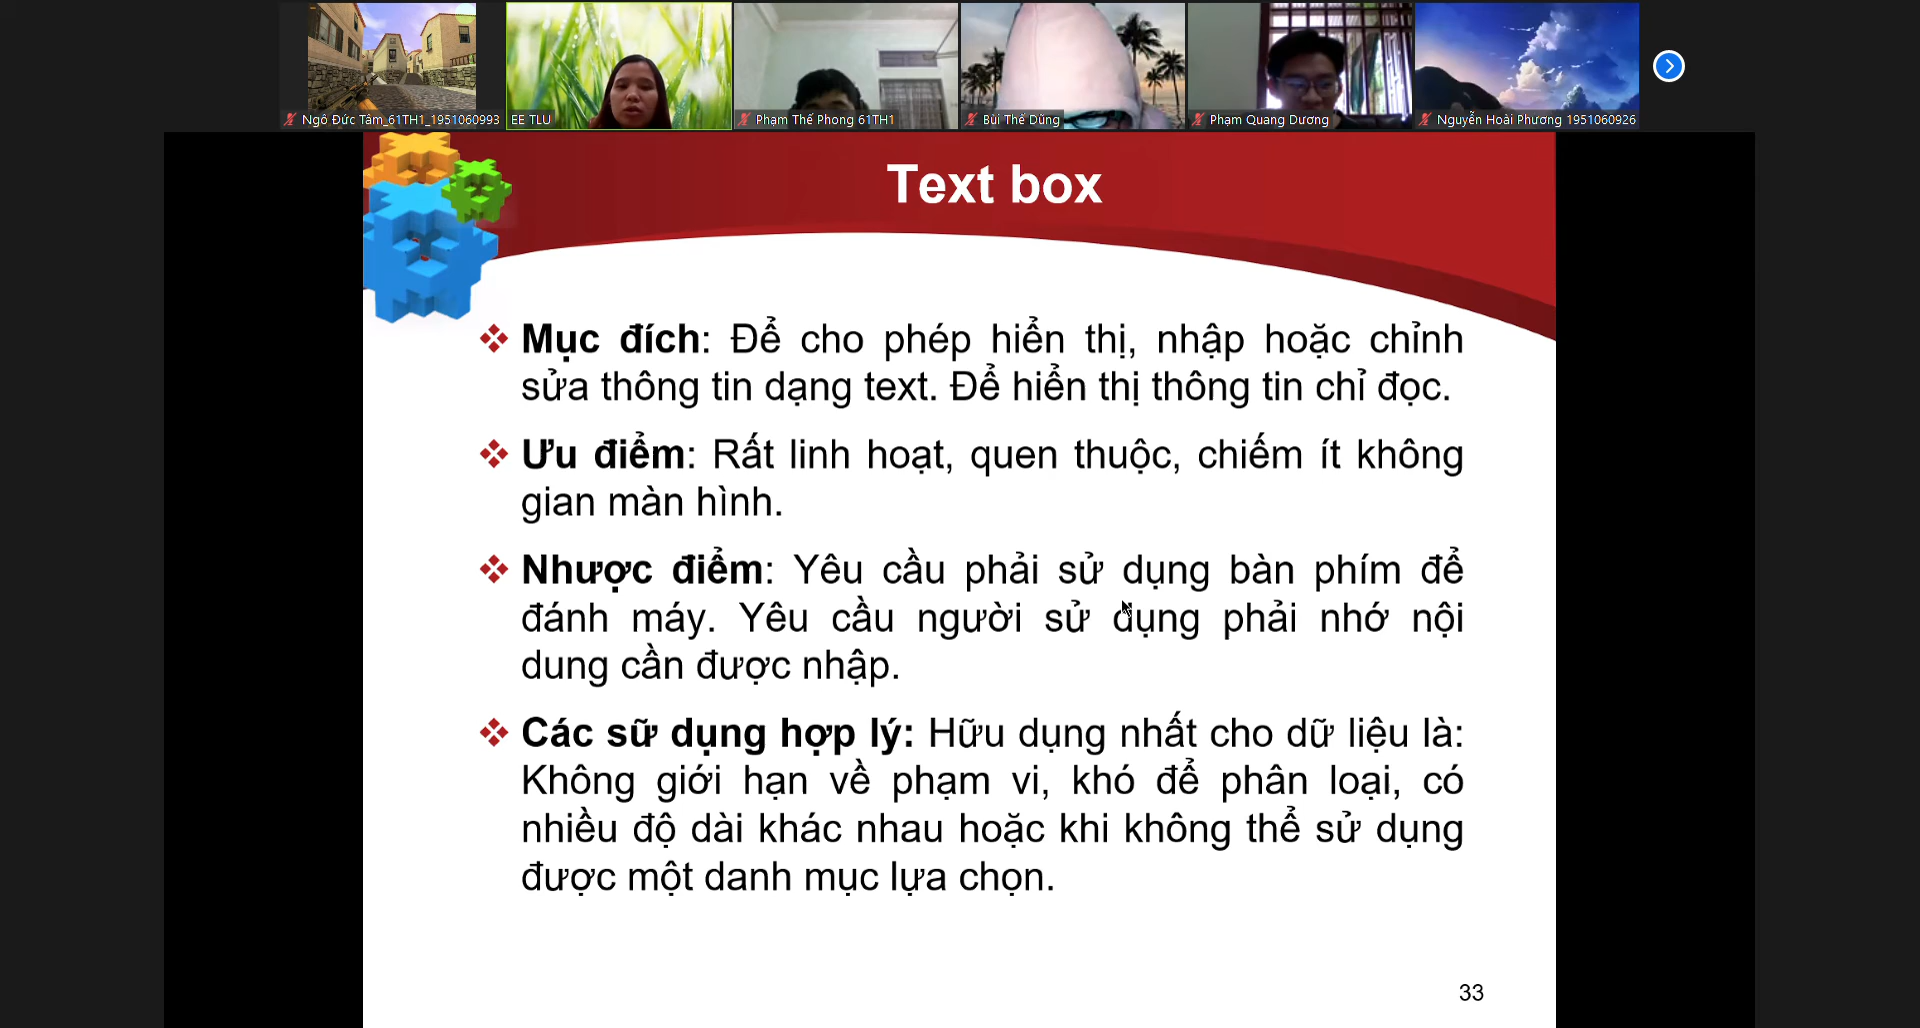 Ngô Đức Tâm_61TH1_1951060993
EE TLU
Phạm Thế Phong 61TH1
Bùi Thế Dũng
Phạm Quang Dương
Nguyễn Hoài Phương 1951060926
Text box
Mục đích: Để cho phép hiển thị, nhập hoặc chỉnh
sửa thông tin dạng text. Để hiển thị thông tin chỉ đọc.
Ưu điểm: Rất linh hoạt, quen thuộc, chiếm ít không
gian màn hình.
Nhược điểm: Yêu cầu phải sử dụng bàn phím để
đánh máy. Yêu cầu người sử dụng phải nhớ nội
dung cần được nhập.
Các sữ dụng hợp lý: Hữu dụng nhất cho dữ liệu là:
Không giới hạn về phạm vi, khó để phân loại, có
nhiều độ dài khác nhau hoặc khi không thể sử dụng
được một danh mục lựa chọn.
33